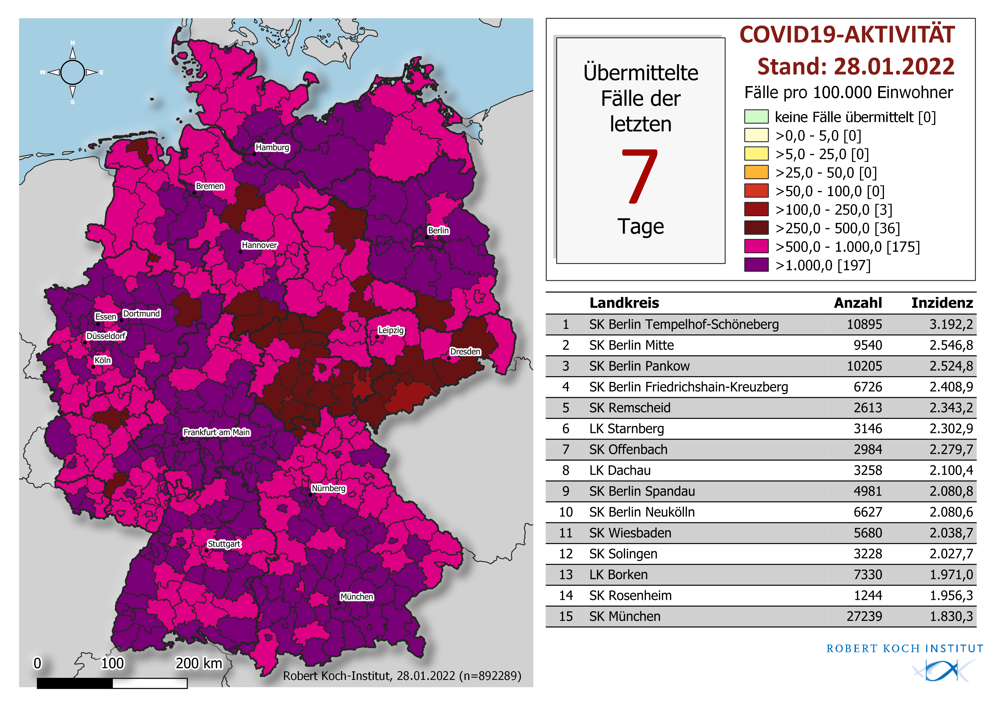 N
W
E
S
Hamburg
Bremen
Berlin
Hannover
Essen
Dortmund
Düsseldorf
Leipzig
Köln
Dresden
Frankfurt am Main
Nürnberg
Stuttgart
München
0 100 200 km
Robert Koch-Institut, 28.01.2022 (n=892289)
Übermittelte
Fälle der
letzten
7
Tage
COVID19-AKTIVITÄT
Stand: 28.01.2022
Fälle pro 100.000 Einwohner
keine Fälle übermittelt [0]
>0,0 - 5,0 [0]
>5,0 - 25,0 [0]
>25,0 - 50,0 [0]
>50,0 - 100,0 [0]
>100,0 - 250,0 [3]
>250,0 - 500,0 [36]
>500,0 - 1.000,0 [175]
>1.000,0 [197]
Landkreis Anzahl Inzidenz
1 SK Berlin Tempelhof-Schöneberg 10895 3.192,2
2 SK Berlin Mitte 9540 2.546,8
3 SK Berlin Pankow 10205 2.524,8
4 SK Berlin Friedrichshain-Kreuzberg 6726 2.408,9
5 SK Remscheid 2613 2.343,2
6 LK Starnberg 3146 2.302,9
7 SK Offenbach 2984 2.279,7
8 LK Dachau 3258 2.100,4
9 SK Berlin Spandau 4981 2.080,8
10 SK Berlin Neukölln 6627 2.080,6
11 SK Wiesbaden 5680 2.038,7
12 SK Solingen 3228 2.027,7
13 LK Borken 7330 1.971,0
14 SK Rosenheim 1244 1.956,3
15 SK München 27239 1.830,3
ROBERT KOCH INSTITUT